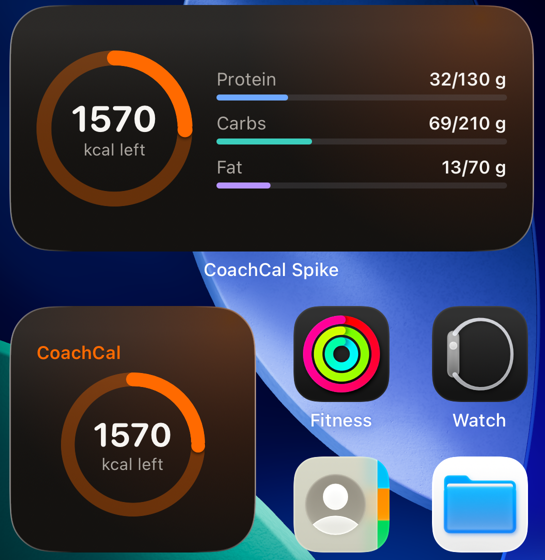 1570
kcal left
Protein 32/130 g
Carbs 69/210 g
Fat 13/70 g
CoachCal Spike
CoachCal
1570
kcal left
Fitness
Watch